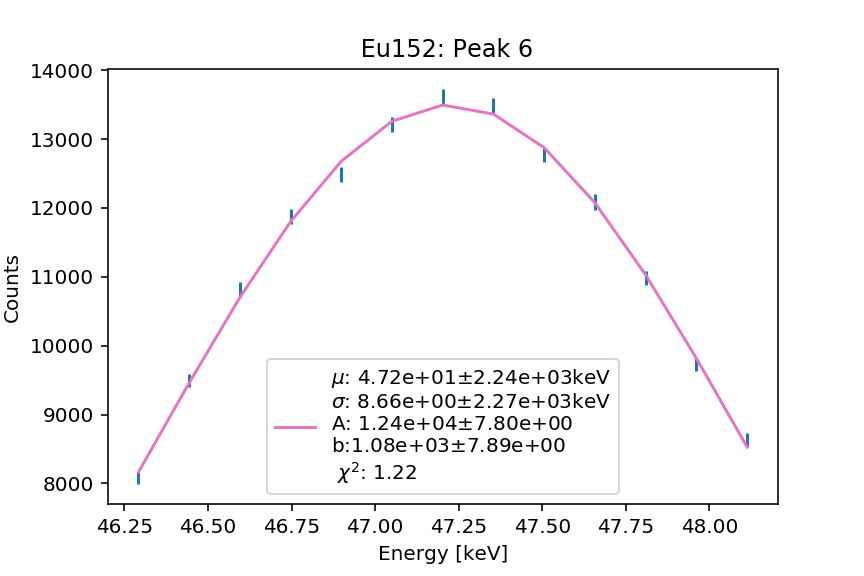 Eu152: Peak 6
14000
13000
12000
11000
10000
9000
8000
Counts
μ: 4.72e+01±2.24e+03keV
σ: 8.66e+00±2.27e+03keV
A: 1.24e+04±7.80e+00
b:1.08e+03±7.89e+00
χ²: 1.22
46.25 46.50 46.75 47.00 47.25 47.50 47.75 48.00
Energy [keV]